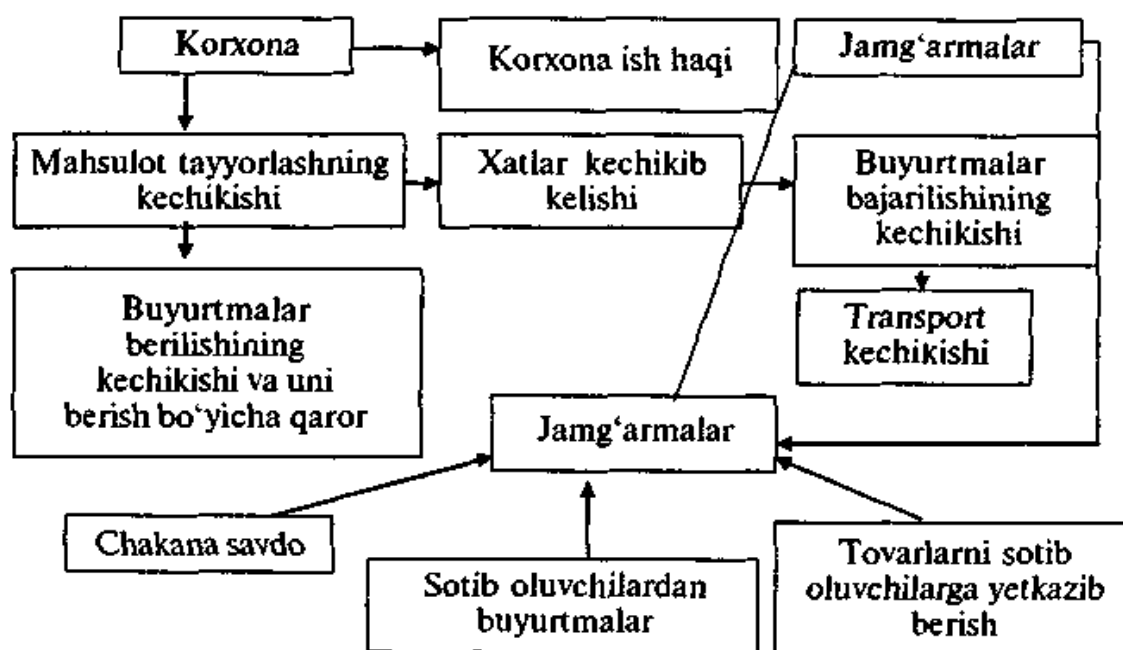 Korxona
Korxona ish haqi
Jamg‘armalar
Mahsulot tayyorlashning
kechikishi
Xatlar kechikib
kelishi
Buyurtmalar
bajarilishining
kechikishi
Buyurtmalar
berilishining
kechikishi va uni
berish bo‘yicha qaror
Transport
kechikishi
Jamg‘armalar
Chakana savdo
Sotib oluvchilardan
buyurtmalar
Tovarlarni sotib
oluvchilarga yetkazib
berish